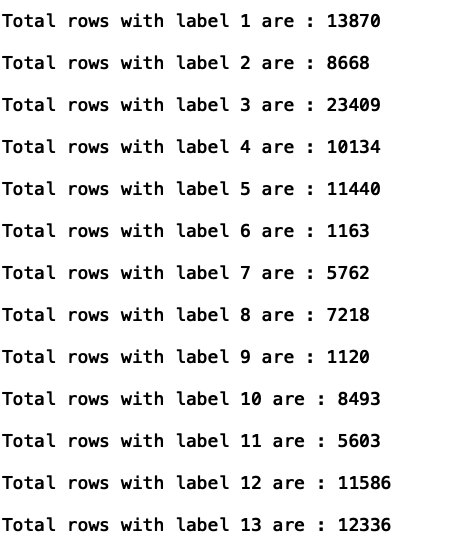 Total rows with label 1 are : 13870
Total rows with label 2 are : 8668
Total rows with label 3 are : 23409
Total rows with label 4 are : 10134
Total rows with label 5 are : 11440
Total rows with label 6 are : 1163
Total rows with label 7 are : 5762
Total rows with label 8 are : 7218
Total rows with label 9 are : 1120
Total rows with label 10 are : 8493
Total rows with label 11 are : 5603
Total rows with label 12 are : 11586
Total rows with label 13 are : 12336